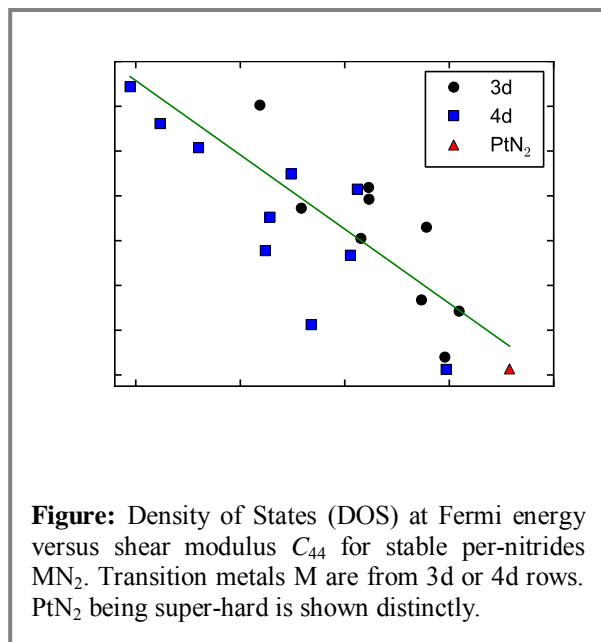 3d
4d
PtN₂
Figure: Density of States (DOS) at Fermi energy
versus shear modulus C₄₄ for stable per-nitrides
MN₂. Transition metals M are from 3d or 4d rows.
PtN₂ being super-hard is shown distinctly.